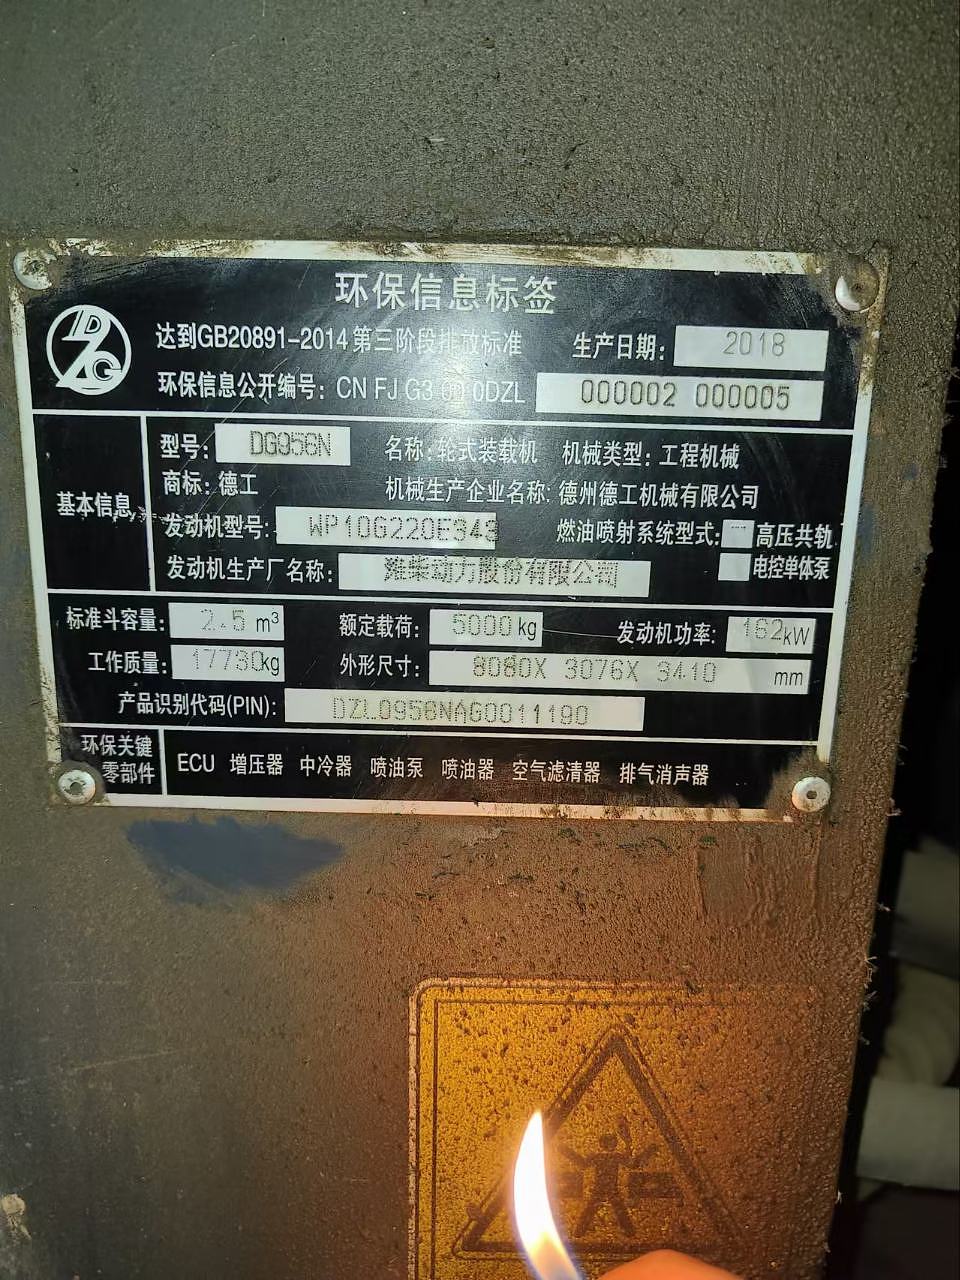 环保信息标签
DZG
达到GB20891-2014第三阶段排放标准 生产日期: 2018
环保信息公开编号: CN FJ G3 00 0DZL 000002 000005
基本信息
型号: DG956N 名称:轮式装载机 机械类型: 工程机械
商标: 德工 机械生产企业名称: 德州德工机械有限公司
发动机型号: WP10G220E343 燃油喷射系统型式: 高压共轨
发动机生产厂名称: 潍柴动力股份有限公司 电控单体泵
标准斗容量: 2.5 m³ 额定载荷: 5000kg 发动机功率: 162kW
工作质量: 17730kg 外形尺寸: 8080X 3076X 3410 mm
产品识别代码(PIN): DZL0956NAG0011190
环保关键零部件 ECU 增压器 中冷器 喷油泵 喷油器 空气滤清器 排气消声器